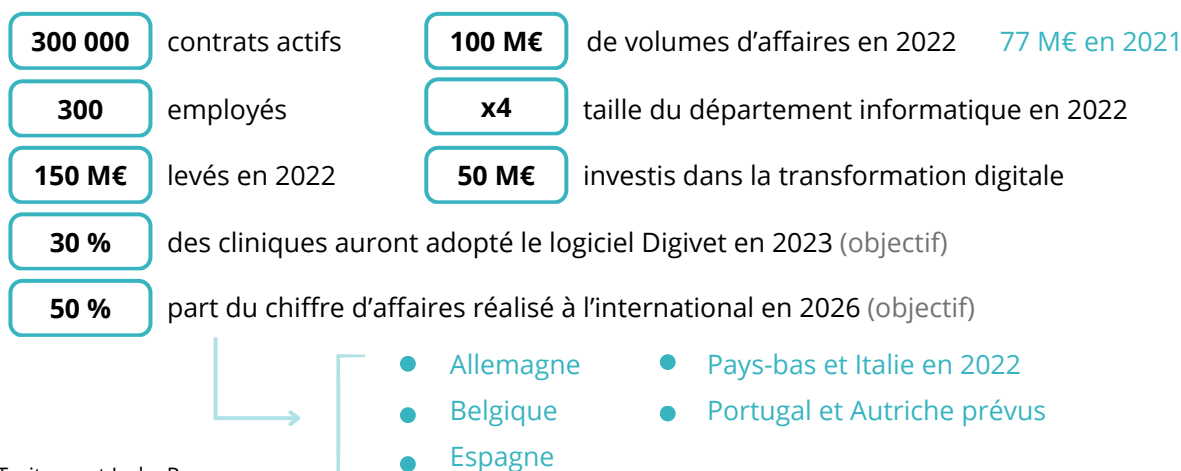 300 000 contrats actifs
100 M€ de volumes d’affaires en 2022 77 M€ en 2021
300 employés
x4 taille du département informatique en 2022
150 M€ levés en 2022
50 M€ investis dans la transformation digitale
30 % des cliniques auront adopté le logiciel Digivet en 2023 (objectif)
50 % part du chiffre d’affaires réalisé à l’international en 2026 (objectif)
Allemagne
Belgique
Espagne
Pays-bas et Italie en 2022
Portugal et Autriche prévus